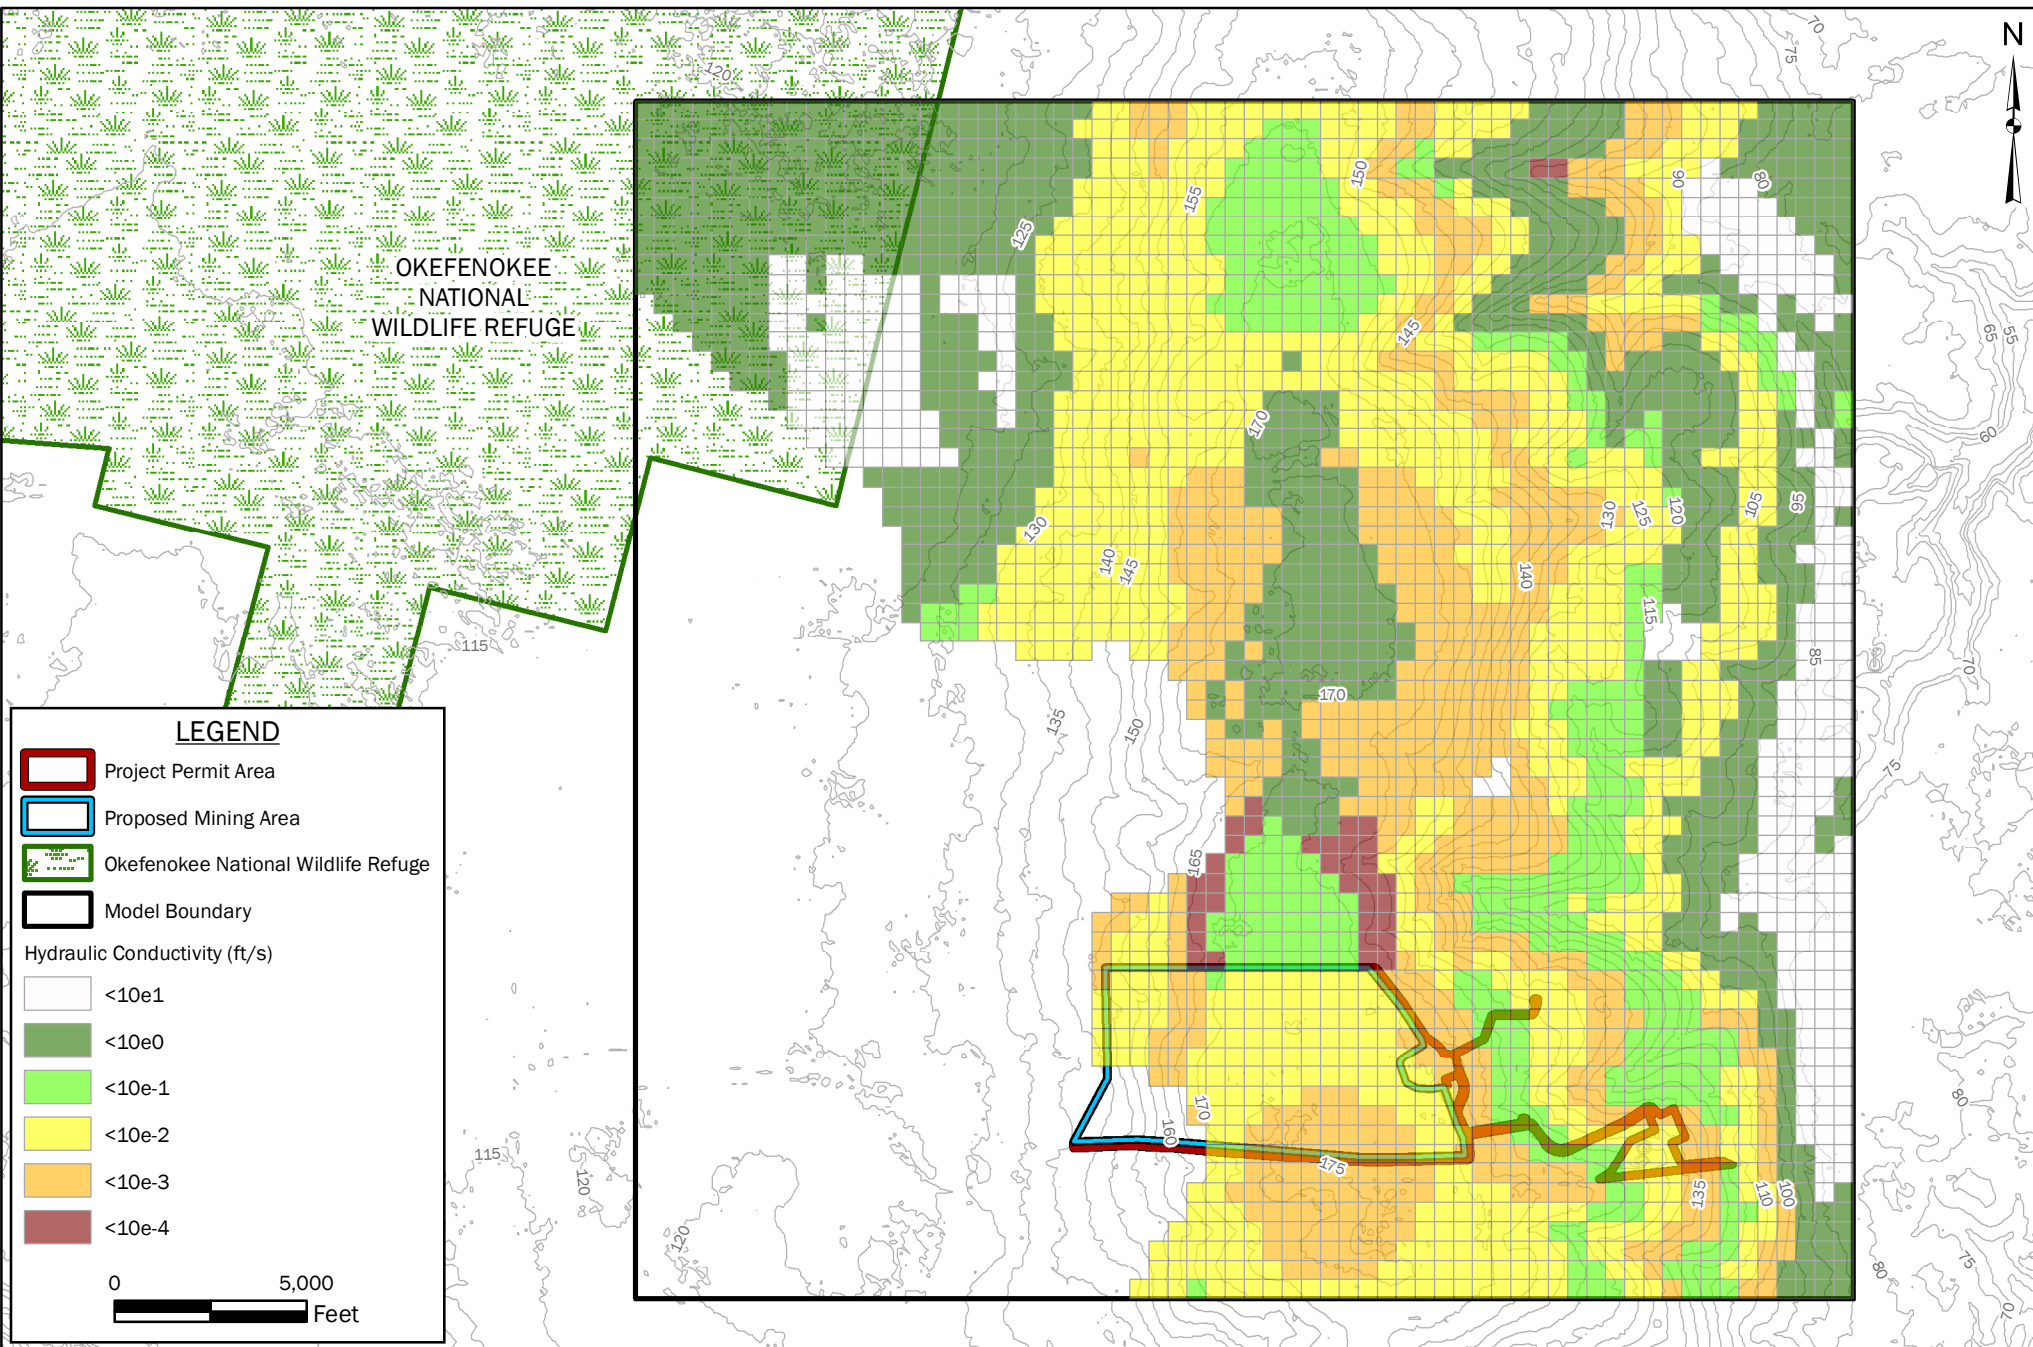 70
75
N
120
OKEFENOKEE
NATIONAL
WILDLIFE REFUGE
155
150
90
80
125
145
65
55
170
60
130
140
145
130
125
120
105
95
140
115
115
85
70
170
135
150
75
165
LEGEND
Project Permit Area
Proposed Mining Area
Okefenokee National Wildlife Refuge
Model Boundary
Hydraulic Conductivity (ft/s)
<10e1
<10e0
<10e-1
<10e-2
<10e-3
<10e-4
0 5,000
Feet
115
120
120
170
160
175
135
110
100
80
80
75
70